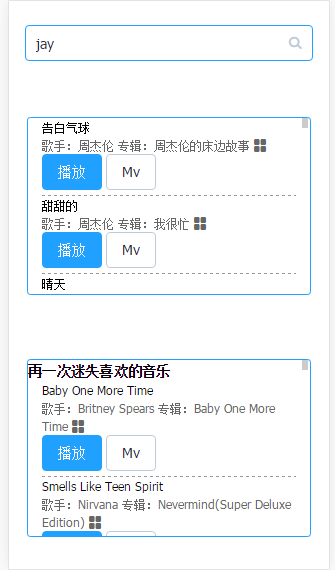 jay
告白气球
歌手：周杰伦 专辑：周杰伦的床边故事
播放 Mv
甜甜的
歌手：周杰伦 专辑：我很忙
播放 Mv
晴天
再一次迷失喜欢的音乐
Baby One More Time
歌手：Britney Spears 专辑：Baby One More
Time
播放 Mv
Smells Like Teen Spirit
歌手：Nirvana 专辑：Nevermind(Super Deluxe
Edition)